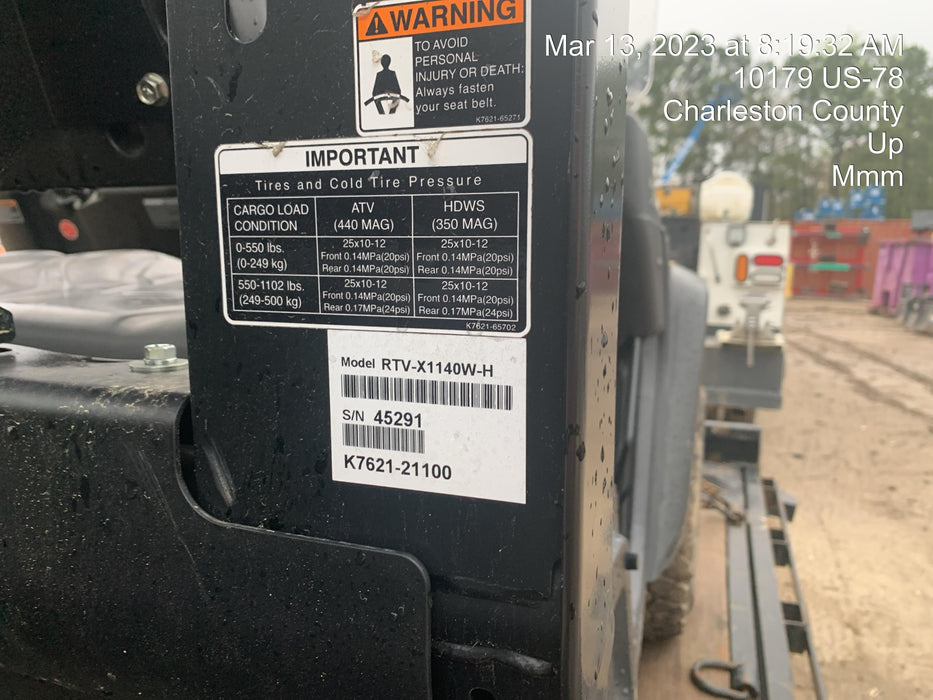 WARNING
TO AVOID
PERSONAL
INJURY OR DEATH:
Always fasten
your seat belt.
K7621-65271
Mar 13, 2023 at 8:19:32 AM
10179 US-78
Charleston County
Up
Mmm
IMPORTANT
Tires and Cold Tire Pressure
CARGO LOAD CONDITION ATV (440 MAG) HDWS (350 MAG)
0-550 lbs. (0-249 kg) 25x10-12 Front 0.14MPa(20psi) Rear 0.14MPa(20psi) 25x10-12 Front 0.14MPa(20psi) Rear 0.14MPa(20psi)
550-1102 lbs. (249-500 kg) 25x10-12 Front 0.14MPa(20psi) Rear 0.17MPa(24psi) 25x10-12 Front 0.14MPa(20psi) Rear 0.17MPa(24psi)
K7621-65702
Model RTV-X1140W-H
S/N 45291
K7621-21100